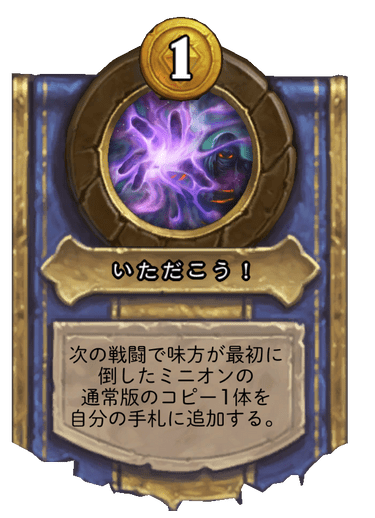 1
いただこう！
次の戦闘で味方が最初に
倒したミニオンの
通常版のコピー1体を
自分の手札に追加する。